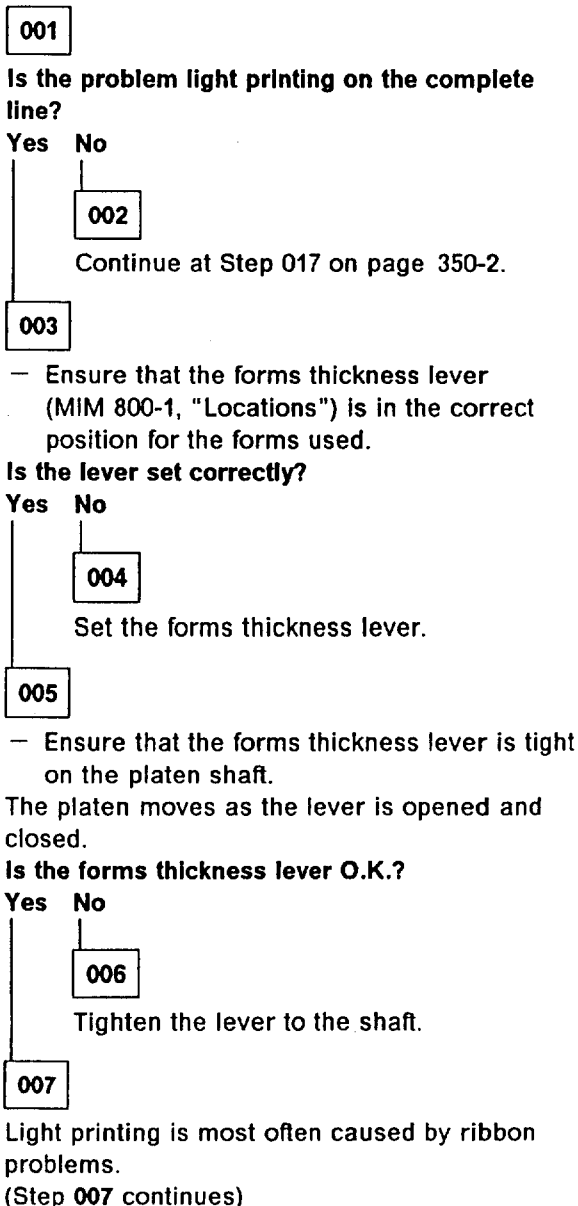 001
Is the problem light printing on the complete
line?
Yes No
002
Continue at Step 017 on page 350-2.
003
— Ensure that the forms thickness lever
(MIM 800-1, "Locations") is in the correct
position for the forms used.
Is the lever set correctly?
Yes No
004
Set the forms thickness lever.
005
— Ensure that the forms thickness lever is tight
on the platen shaft.
The platen moves as the lever is opened and
closed.
Is the forms thickness lever O.K.?
Yes No
006
Tighten the lever to the shaft.
007
Light printing is most often caused by ribbon
problems.
(Step 007 continues)